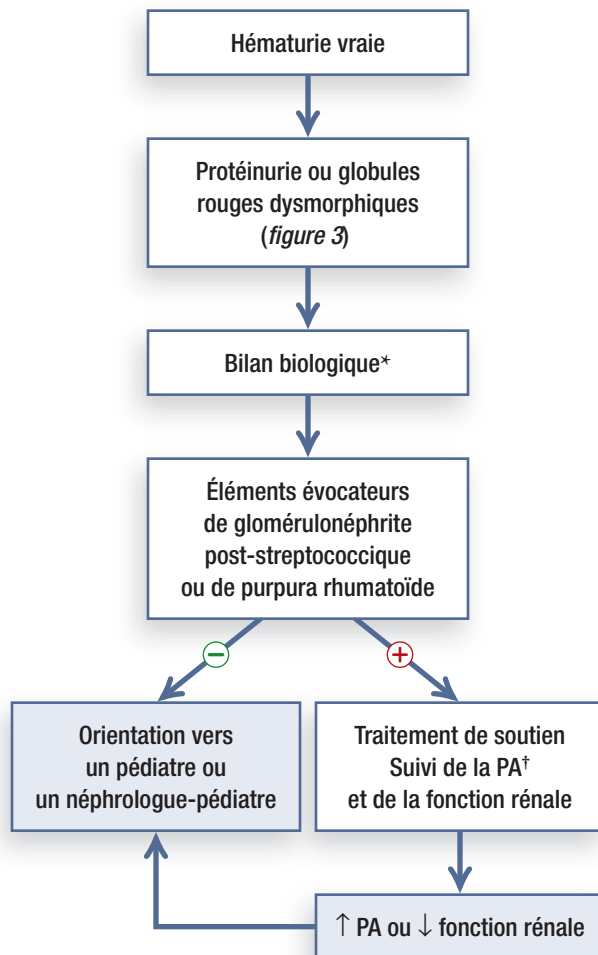 Hématurie vraie
Protéinurie ou globules
rouges dysmorphiques
(figure 3)
Bilan biologique*
Éléments évocateurs
de glomérulonéphrite
post-streptococcique
ou de purpura rhumatoïde
−
+
Orientation vers
un pédiatre ou
un néphrologue-pédiatre
Traitement de soutien
Suivi de la PA†
et de la fonction rénale
↑ PA ou ↓ fonction rénale